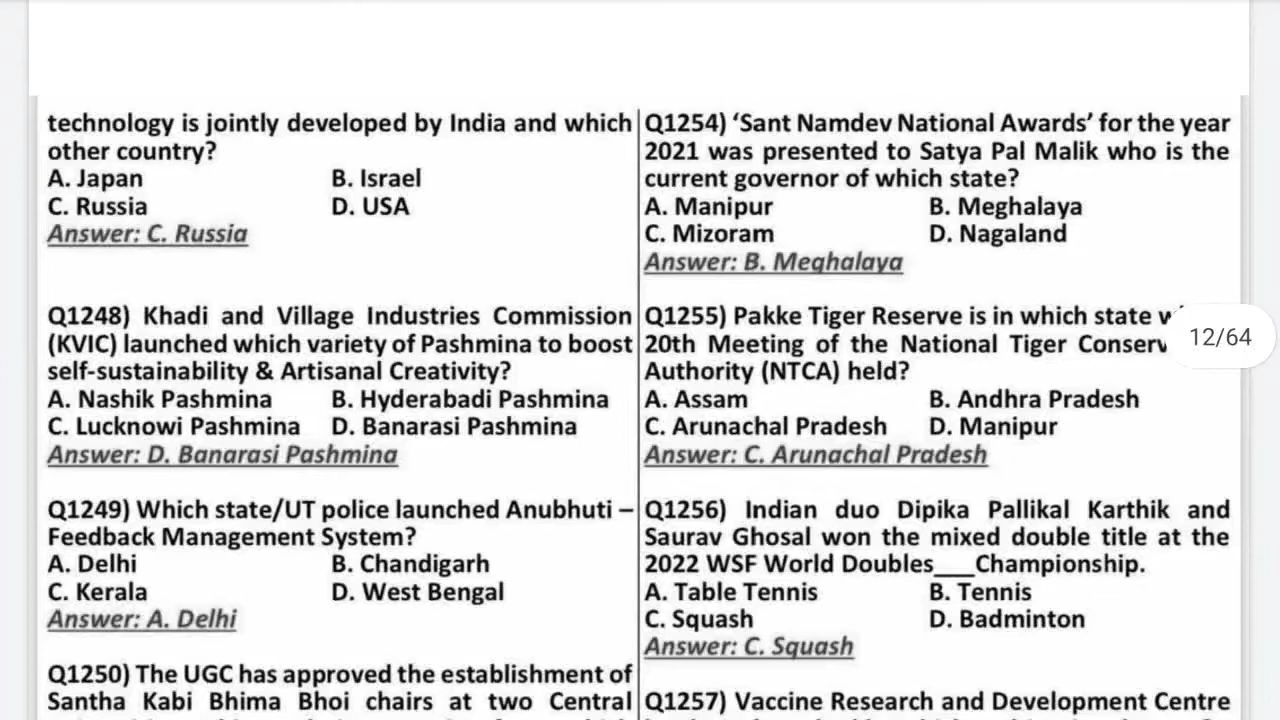 technology is jointly developed by India and which
other country?
A. Japan B. Israel
C. Russia D. USA
Answer: C. Russia
Q1248) Khadi and Village Industries Commission
(KVIC) launched which variety of Pashmina to boost
self-sustainability & Artisanal Creativity?
A. Nashik Pashmina B. Hyderabadi Pashmina
C. Lucknowi Pashmina D. Banarasi Pashmina
Answer: D. Banarasi Pashmina
Q1249) Which state/UT police launched Anubhuti –
Feedback Management System?
A. Delhi B. Chandigarh
C. Kerala D. West Bengal
Answer: A. Delhi
Q1250) The UGC has approved the establishment of
Santha Kabi Bhima Bhoi chairs at two Central
Q1254) ‘Sant Namdev National Awards’ for the year
2021 was presented to Satya Pal Malik who is the
current governor of which state?
A. Manipur B. Meghalaya
C. Mizoram D. Nagaland
Answer: B. Meghalaya
Q1255) Pakke Tiger Reserve is in which state
20th Meeting of the National Tiger
Authority (NTCA) held?
A. Assam B. Andhra Pradesh
C. Arunachal Pradesh D. Manipur
Answer: C. Arunachal Pradesh
12/64
Q1256) Indian duo Dipika Pallikal Karthik and
Saurav Ghosal won the mixed double title at the
2022 WSF World Doubles___Championship.
A. Table Tennis B. Tennis
C. Squash D. Badminton
Answer: C. Squash
Q1257) Vaccine Research and Development Centre